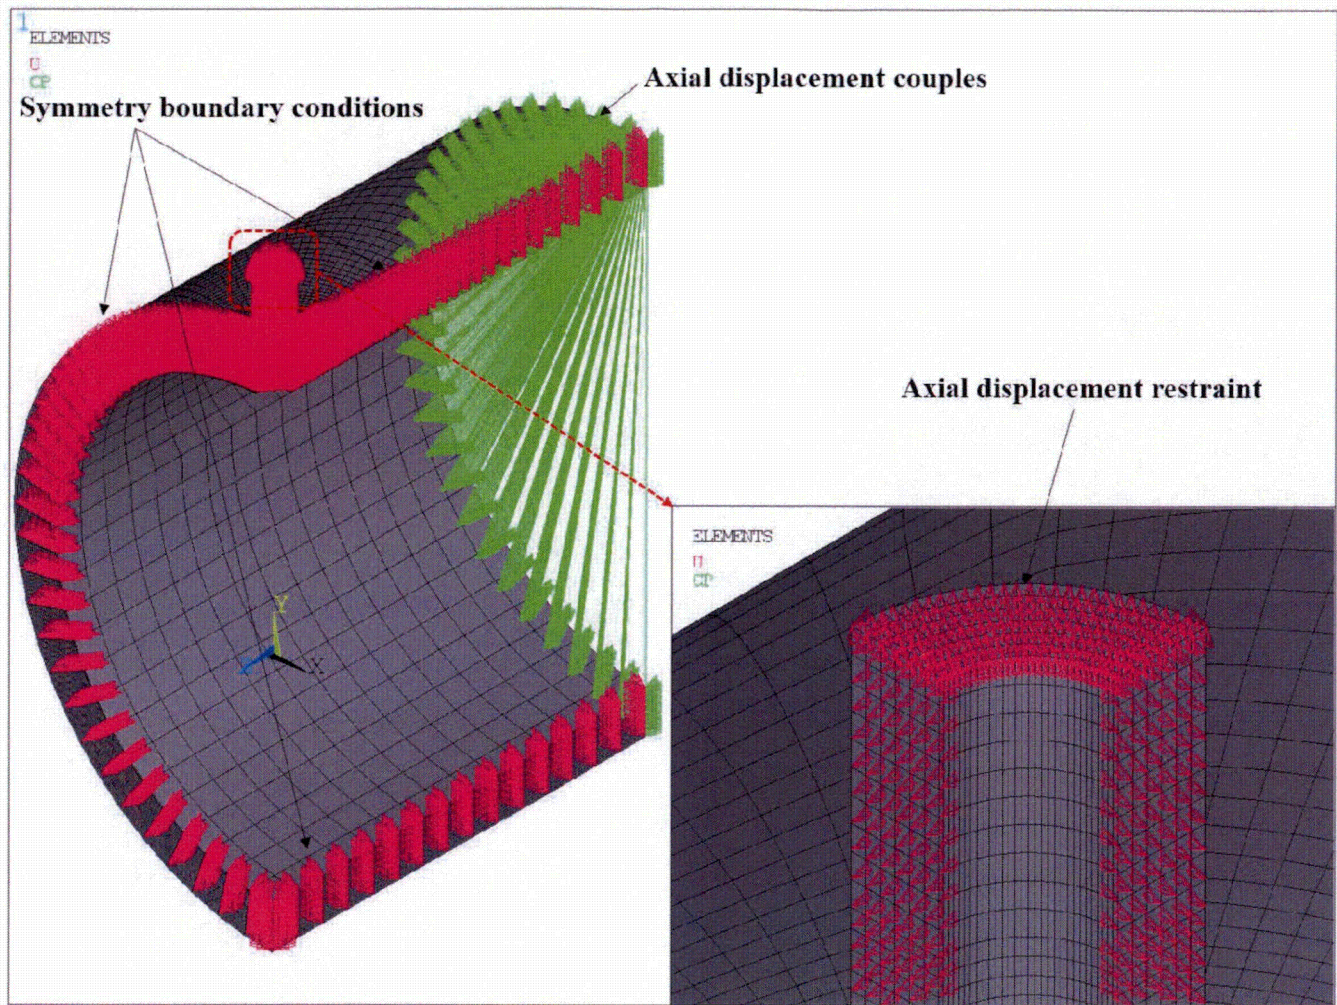 1
ELEMENTS
U
CP
Axial displacement couples
Symmetry boundary conditions
Axial displacement restraint
ELEMENTS
U
CP
Y
X